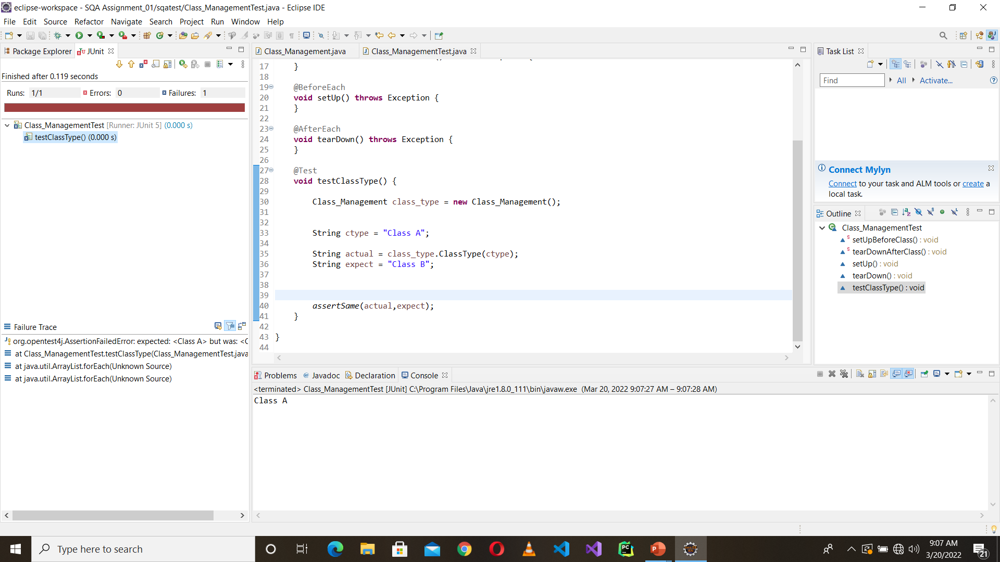 eclipse-workspace - SQA Assignment_01/sqatest/Class_ManagementTest.java - Eclipse IDE
File Edit Source Refactor Navigate Search Project Run Window Help
Package Explorer JUnit
Finished after 0.119 seconds
Runs: 1/1 Errors: 0 Failures: 1
Class_ManagementTest [Runner: JUnit 5] (0.000 s)
testClassType() (0.000 s)
Failure Trace
org.opentest4j.AssertionFailedError: expected: <Class A> but was: <C
at Class_ManagementTest.testClassType(Class_ManagementTest.java
at java.util.ArrayList.forEach(Unknown Source)
at java.util.ArrayList.forEach(Unknown Source)
Class_Management.java Class_ManagementTest.java
17 }
18
19 @BeforeEach
20 void setUp() throws Exception {
21 }
22
23 @AfterEach
24 void tearDown() throws Exception {
25 }
26
27 @Test
28 void testClassType() {
29
30 Class_Management class_type = new Class_Management();
31
32
33 String ctype = "Class A";
34
35 String actual = class_type.ClassType(ctype);
36 String expect = "Class B";
37
38
39
40 assertSame(actual,expect);
41 }
42
43 }
44
Problems Javadoc Declaration Console
<terminated> Class_ManagementTest [JUnit] C:\Program Files\Java\jre1.8.0_111\bin\javaw.exe (Mar 20, 2022 9:07:27 AM – 9:07:28 AM)
Class A
Task List
Find All Activate...
Connect Mylyn
Connect to your task and ALM tools or create a
local task.
Outline
Class_ManagementTest
setUpBeforeClass() : void
tearDownAfterClass() : void
setUp() : void
tearDown() : void
testClassType() : void
Type here to search
9:07 AM
3/20/2022
21